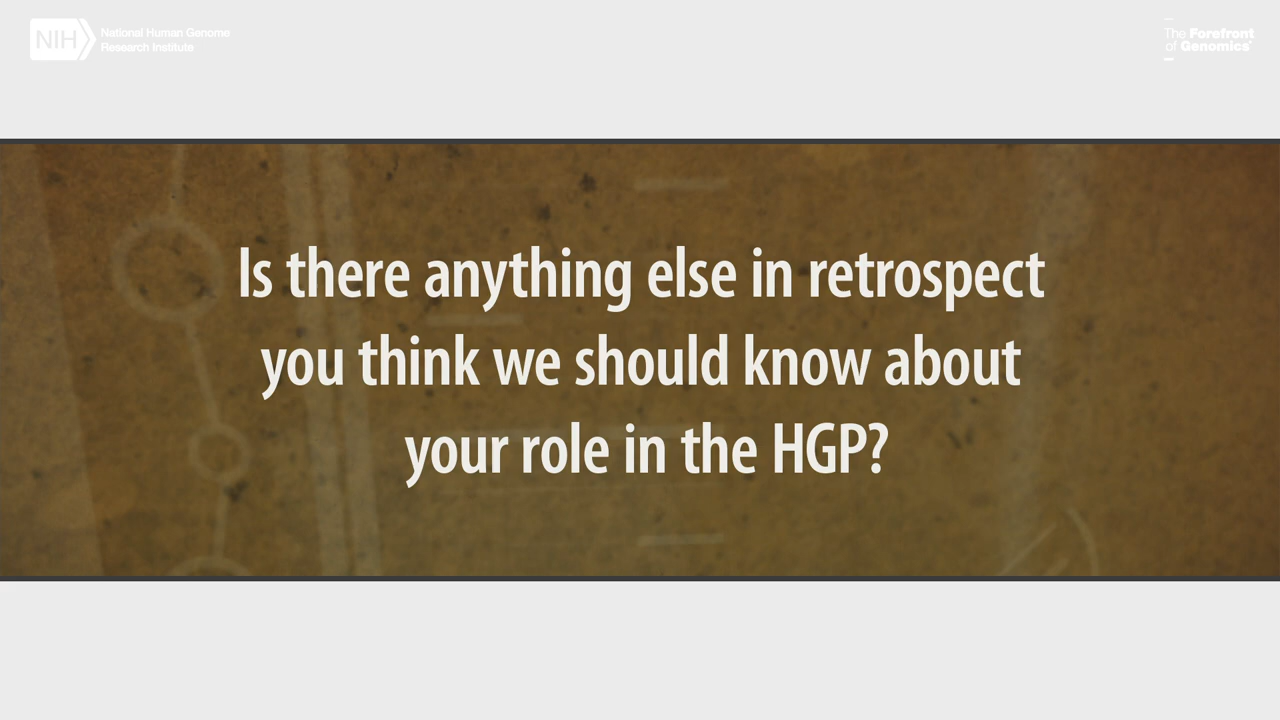 NIH
National Human Genome
Research Institute
The Forefront
of Genomics®
Is there anything else in retrospect
you think we should know about
your role in the HGP?